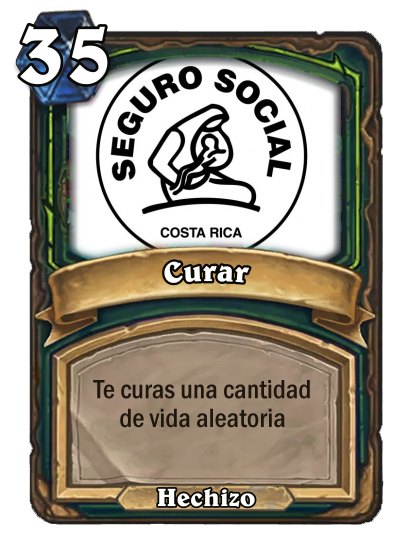 35
SEGURO SOCIAL
COSTA RICA
Curar
Te curas una cantidad
de vida aleatoria
Hechizo